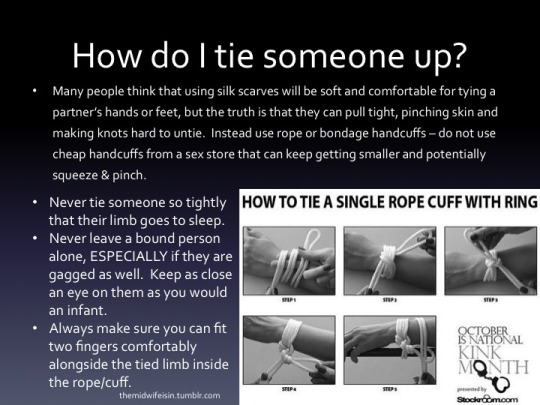 How do I tie someone up?
• Many people think that using silk scarves will be soft and comfortable for tying a
partner's hands or feet, but the truth is that they can pull tight, pinching skin and
making knots hard to untie. Instead use rope or bondage handcuffs – do not use
cheap handcuffs from a sex store that can keep getting smaller and potentially
squeeze & pinch.
• Never tie someone so tightly
that their limb goes to sleep.
• Never leave a bound person
alone, ESPECIALLY if they are
gagged as well. Keep as close
an eye on them as you would
an infant.
• Always make sure you can fit
two fingers comfortably
alongside the tied limb inside
the rope/cuff.
themidwifeisin.tumblr.com
HOW TO TIE A SINGLE ROPE CUFF WITH RING
STEP 1
STEP 2
STEP 3
STEP 4
STEP 5
OCTOBER
IS NATIONAL
KINK
MONTH
presented by
Stockroom.com